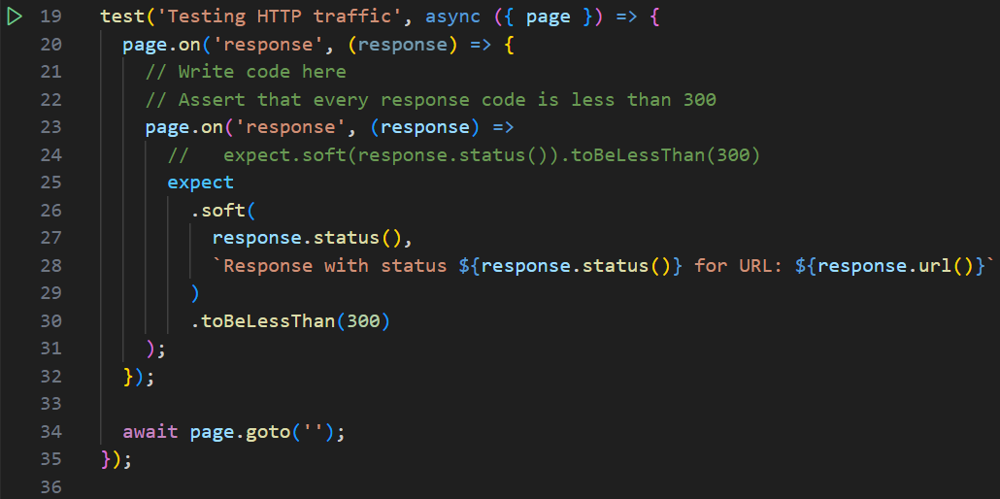 19 test('Testing HTTP traffic', async ({ page }) => {
20 page.on('response', (response) => {
21 // Write code here
22 // Assert that every response code is less than 300
23 page.on('response', (response) =>
24 //   expect.soft(response.status()).toBeLessThan(300)
25 expect
26 .soft(
27 response.status(),
28 `Response with status ${response.status()} for URL: ${response.url()}`
29 )
30 .toBeLessThan(300)
31 );
32 });
33
34 await page.goto('');
35 });
36